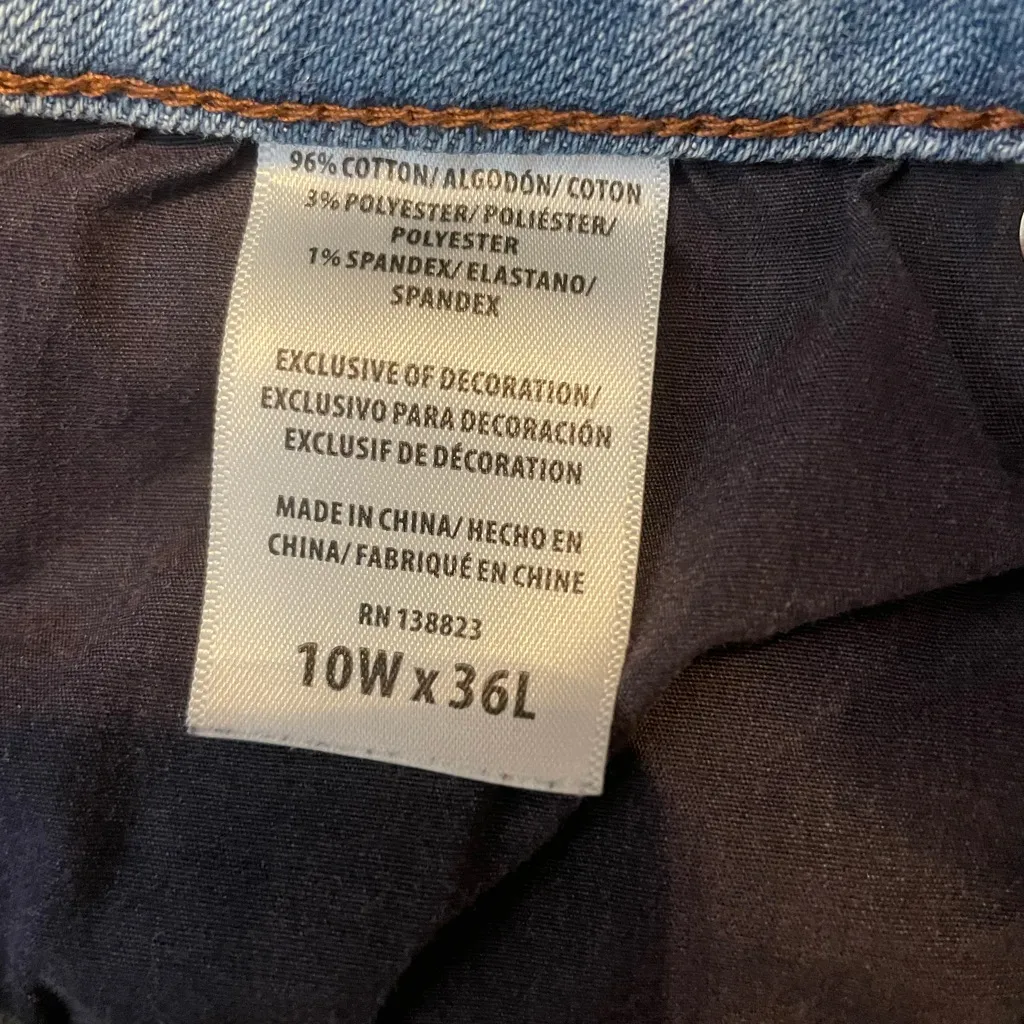 96% COTTON/ ALGODÓN/ COTON
3% POLYESTER/ POLIÉSTER/
POLYESTER
1% SPANDEX/ ELASTANO/
SPANDEX
EXCLUSIVE OF DECORATION/
EXCLUSIVO PARA DECORACIÓN
EXCLUSIF DE DÉCORATION
MADE IN CHINA/ HECHO EN
CHINA/ FABRIQUÉ EN CHINE
RN 138823
10W x 36L